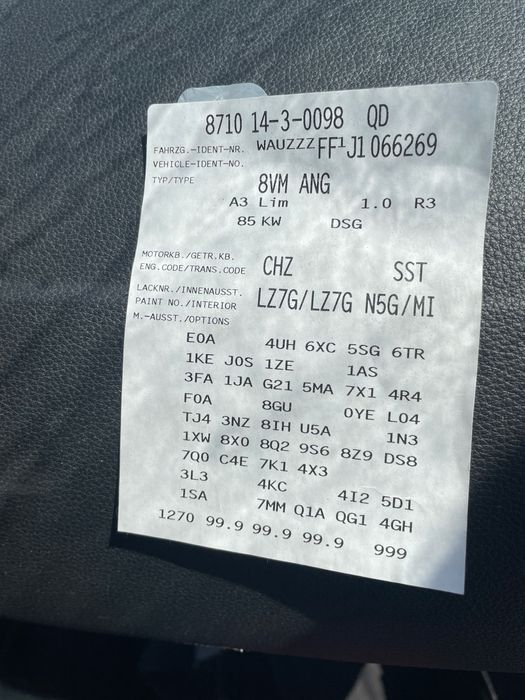 8710 14-3-0098 QD
FAHRZG.-IDENT-NR. WAUZZZFF1J1066269
VEHICLE-IDENT-NO.
TYP/TYPE 8VM ANG
A3 Lim 1.0 R3
85 KW DSG
MOTORKB./GETR.KB.
ENG.CODE/TRANS.CODE CHZ SST
LACKNR./INNENAUSST.
PAINT NO./INTERIOR LZ7G/LZ7G N5G/MI
M.-AUSST./OPTIONS
E0A 4UH 6XC 5SG 6TR
1KE J0S 1ZE 1AS
3FA 1JA G21 5MA 7X1 4R4
F0A 8GU 0YE L04
TJ4 3NZ 8IH U5A 1N3
1XW 8X0 8Q2 9S6 8Z9 DS8
7Q0 C4E 7K1 4X3
3L3 4KC 4I2 5D1
1SA 7MM Q1A QG1 4GH
1270 99.9 99.9 99.9 999